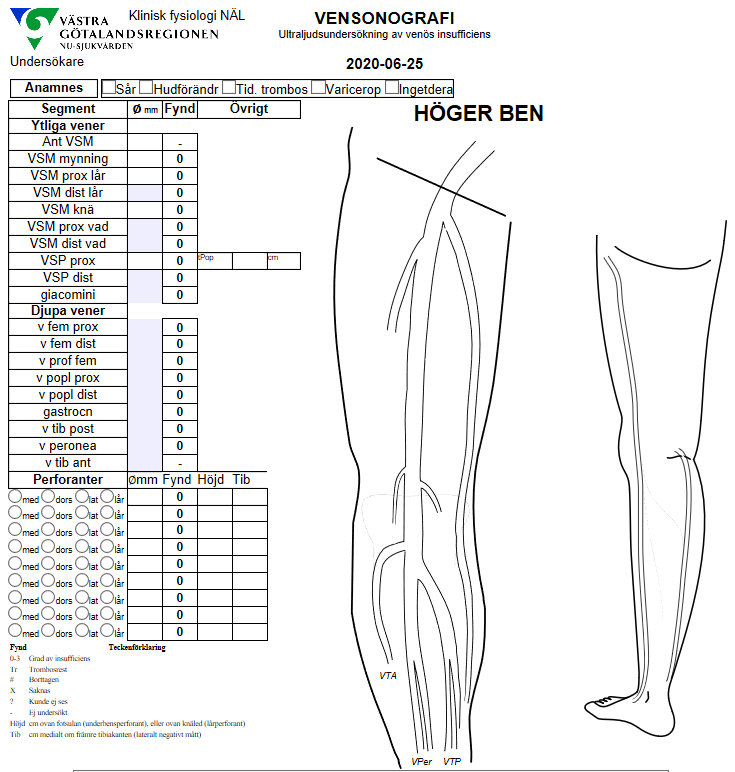 VÄSTRA
GÖTALANDSREGIONEN
NU-SJUKVÅRDEN
Klinisk fysiologi NÄL
VENSONOGRAFI
Ultraljudsundersökning av venös insufficiens
Undersökare
2020-06-25
Anamnes Sår Hudförändr Tid. trombos Varicerop Ingetdera
Segment Ø mm Fynd Övrigt
HÖGER BEN
Ytliga vener
Ant VSM -
VSM mynning 0
VSM prox lår 0
VSM dist lår 0
VSM knä 0
VSM prox vad 0
VSM dist vad 0
VSP prox 0 tPop cm
VSP dist 0
giacomini 0
Djupa vener
v fem prox 0
v fem dist 0
v prof fem 0
v popl prox 0
v popl dist 0
gastrocn 0
v tib post 0
v peronea 0
v tib ant -
Perforanter Ømm Fynd Höjd Tib
med dors lat lår 0
med dors lat lår 0
med dors lat lår 0
med dors lat lår 0
med dors lat lår 0
med dors lat lår 0
med dors lat lår 0
med dors lat lår 0
med dors lat lår 0
Fynd Teckenförklaring
0-3 Grad av insufficiens
Tr Trombosrest
# Borttagen
X Saknas
? Kunde ej ses
- Ej undersökt
Höjd cm ovan fotsulan (underbensperforant), eller ovan knäled (lårperforant)
Tib cm medialt om främre tibiakanten (lateralt negativt mått)
VTA
VPer VTP